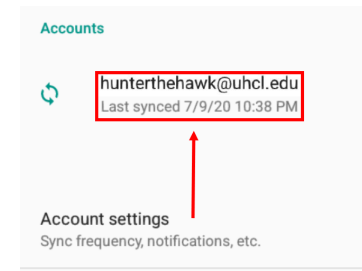 Accounts
hunterthehawk@uhcl.edu
Last synced 7/9/20 10:38 PM
Account settings
Sync frequency, notifications, etc.